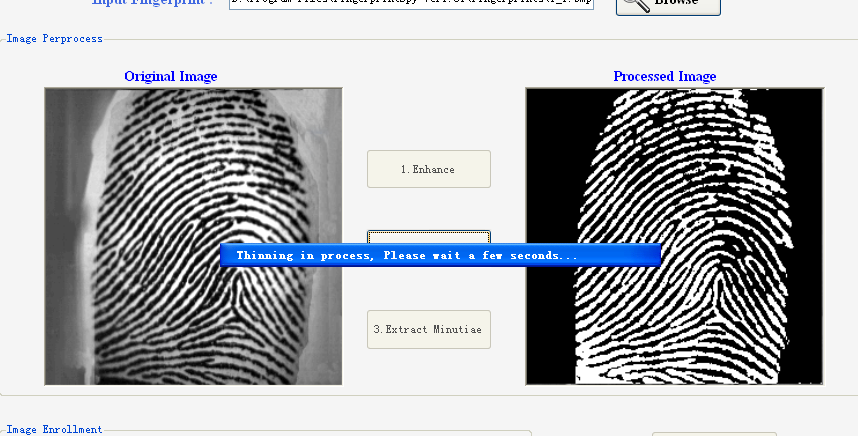 Input Fingerprint :
Browse
Image Perprocess
Original Image
Processed Image
1.Enhance
Thinning in process, Please wait a few seconds...
3.Extract Minutiae
Image Enrollment